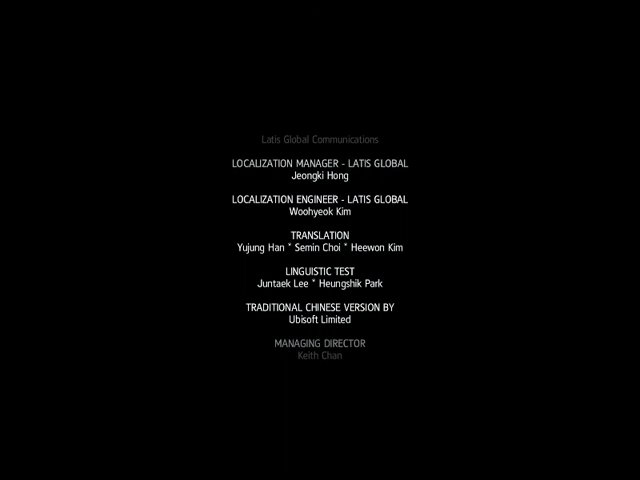 Latis Global Communications
LOCALIZATION MANAGER - LATIS GLOBAL
Jeongki Hong
LOCALIZATION ENGINEER - LATIS GLOBAL
Woohyeok Kim
TRANSLATION
Yujung Han * Semin Choi * Heewon Kim
LINGUISTIC TEST
Juntaek Lee * Heungshik Park
TRADITIONAL CHINESE VERSION BY
Ubisoft Limited
MANAGING DIRECTOR
Keith Chan